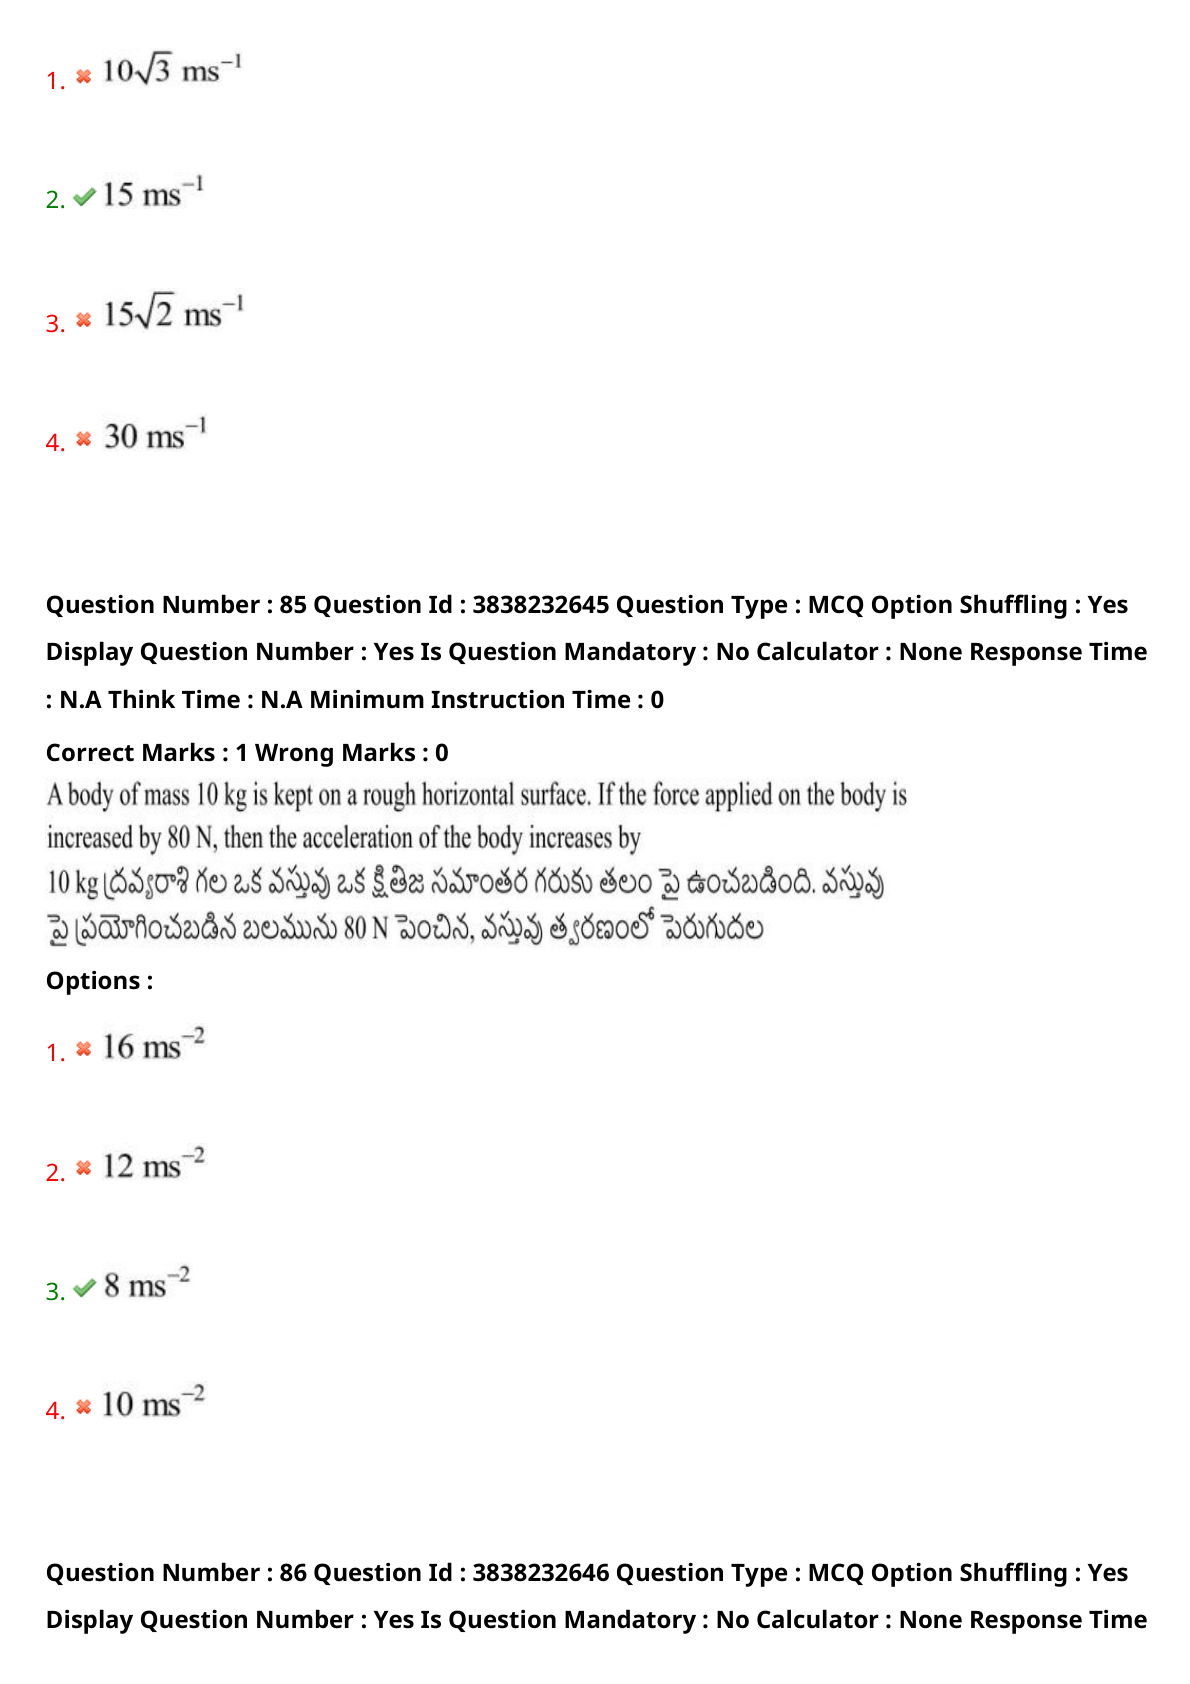 1. ✖ 10√3 ms⁻¹
2. ✔ 15 ms⁻¹
3. ✖ 15√2 ms⁻¹
4. ✖ 30 ms⁻¹
Question Number : 85 Question Id : 3838232645 Question Type : MCQ Option Shuffling : Yes
Display Question Number : Yes Is Question Mandatory : No Calculator : None Response Time
: N.A Think Time : N.A Minimum Instruction Time : 0
Correct Marks : 1 Wrong Marks : 0
A body of mass 10 kg is kept on a rough horizontal surface. If the force applied on the body is
increased by 80 N, then the acceleration of the body increases by
10 kg ద్రవ్యరాశి గల ఒక వస్తువు ఒక క్షితిజ సమాంతర గరుకు తలం పై ఉంచబడింది. వస్తువు
పై ప్రయోగించబడిన బలమును 80 N పెంచిన, వస్తువు త్వరణంలో పెరుగుదల
Options :
1. ✖ 16 ms⁻²
2. ✖ 12 ms⁻²
3. ✔ 8 ms⁻²
4. ✖ 10 ms⁻²
Question Number : 86 Question Id : 3838232646 Question Type : MCQ Option Shuffling : Yes
Display Question Number : Yes Is Question Mandatory : No Calculator : None Response Time